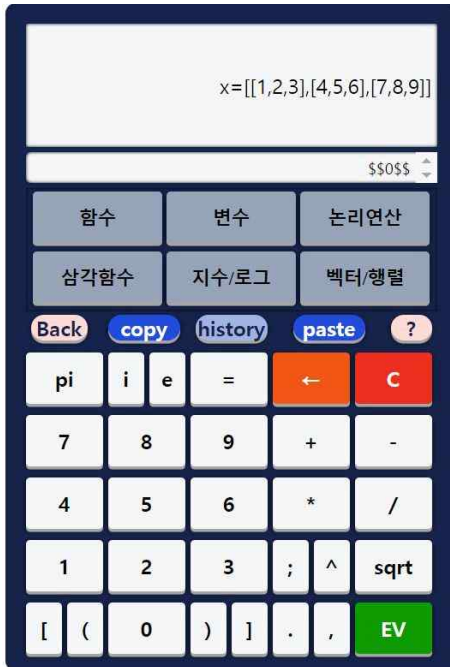 x=[[1,2,3],[4,5,6],[7,8,9]]
$$0$$
함수 변수 논리연산
삼각함수 지수/로그 벡터/행렬
Back copy history paste ?
pi i e = ← C
7 8 9 + -
4 5 6 * /
1 2 3 ; ^ sqrt
[ ( 0 ) ] . , EV